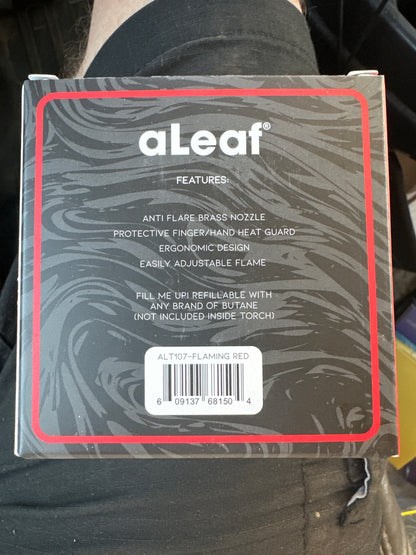 aLeaf®
FEATURES:
ANTI FLARE BRASS NOZZLE
PROTECTIVE FINGER/HAND HEAT GUARD
ERGONOMIC DESIGN
EASILY ADJUSTABLE FLAME
FILL ME UP! REFILLABLE WITH
ANY BRAND OF BUTANE
(NOT INCLUDED INSIDE TORCH)
ALT107-FLAMING RED
6 09137 68150 4